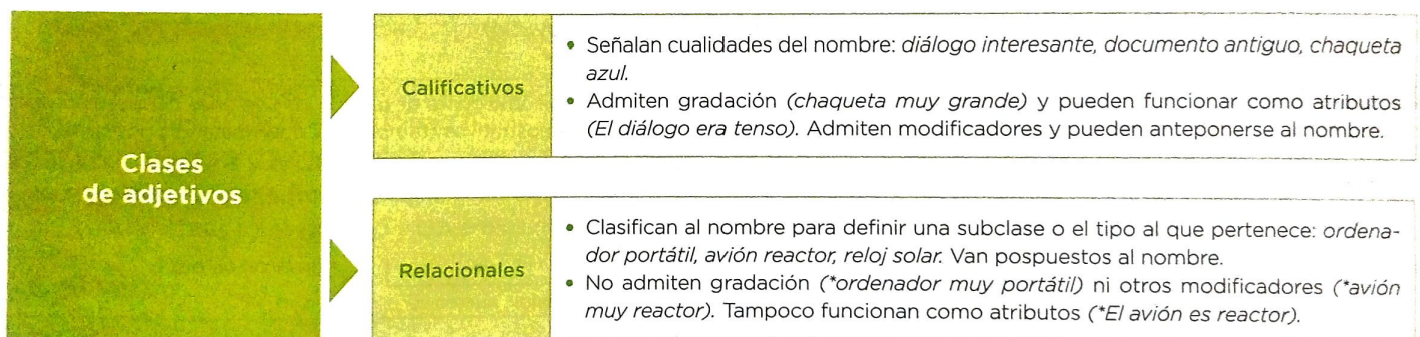 Clases
de adjetivos
Calificativos
• Señalan cualidades del nombre: diálogo interesante, documento antiguo, chaqueta
azul.
• Admiten gradación (chaqueta muy grande) y pueden funcionar como atributos
(El diálogo era tenso). Admiten modificadores y pueden anteponerse al nombre.
Relacionales
• Clasifican al nombre para definir una subclase o el tipo al que pertenece: ordena-
dor portátil, avión reactor, reloj solar. Van pospuestos al nombre.
• No admiten gradación (*ordenador muy portátil) ni otros modificadores (*avión
muy reactor). Tampoco funcionan como atributos (*El avión es reactor).